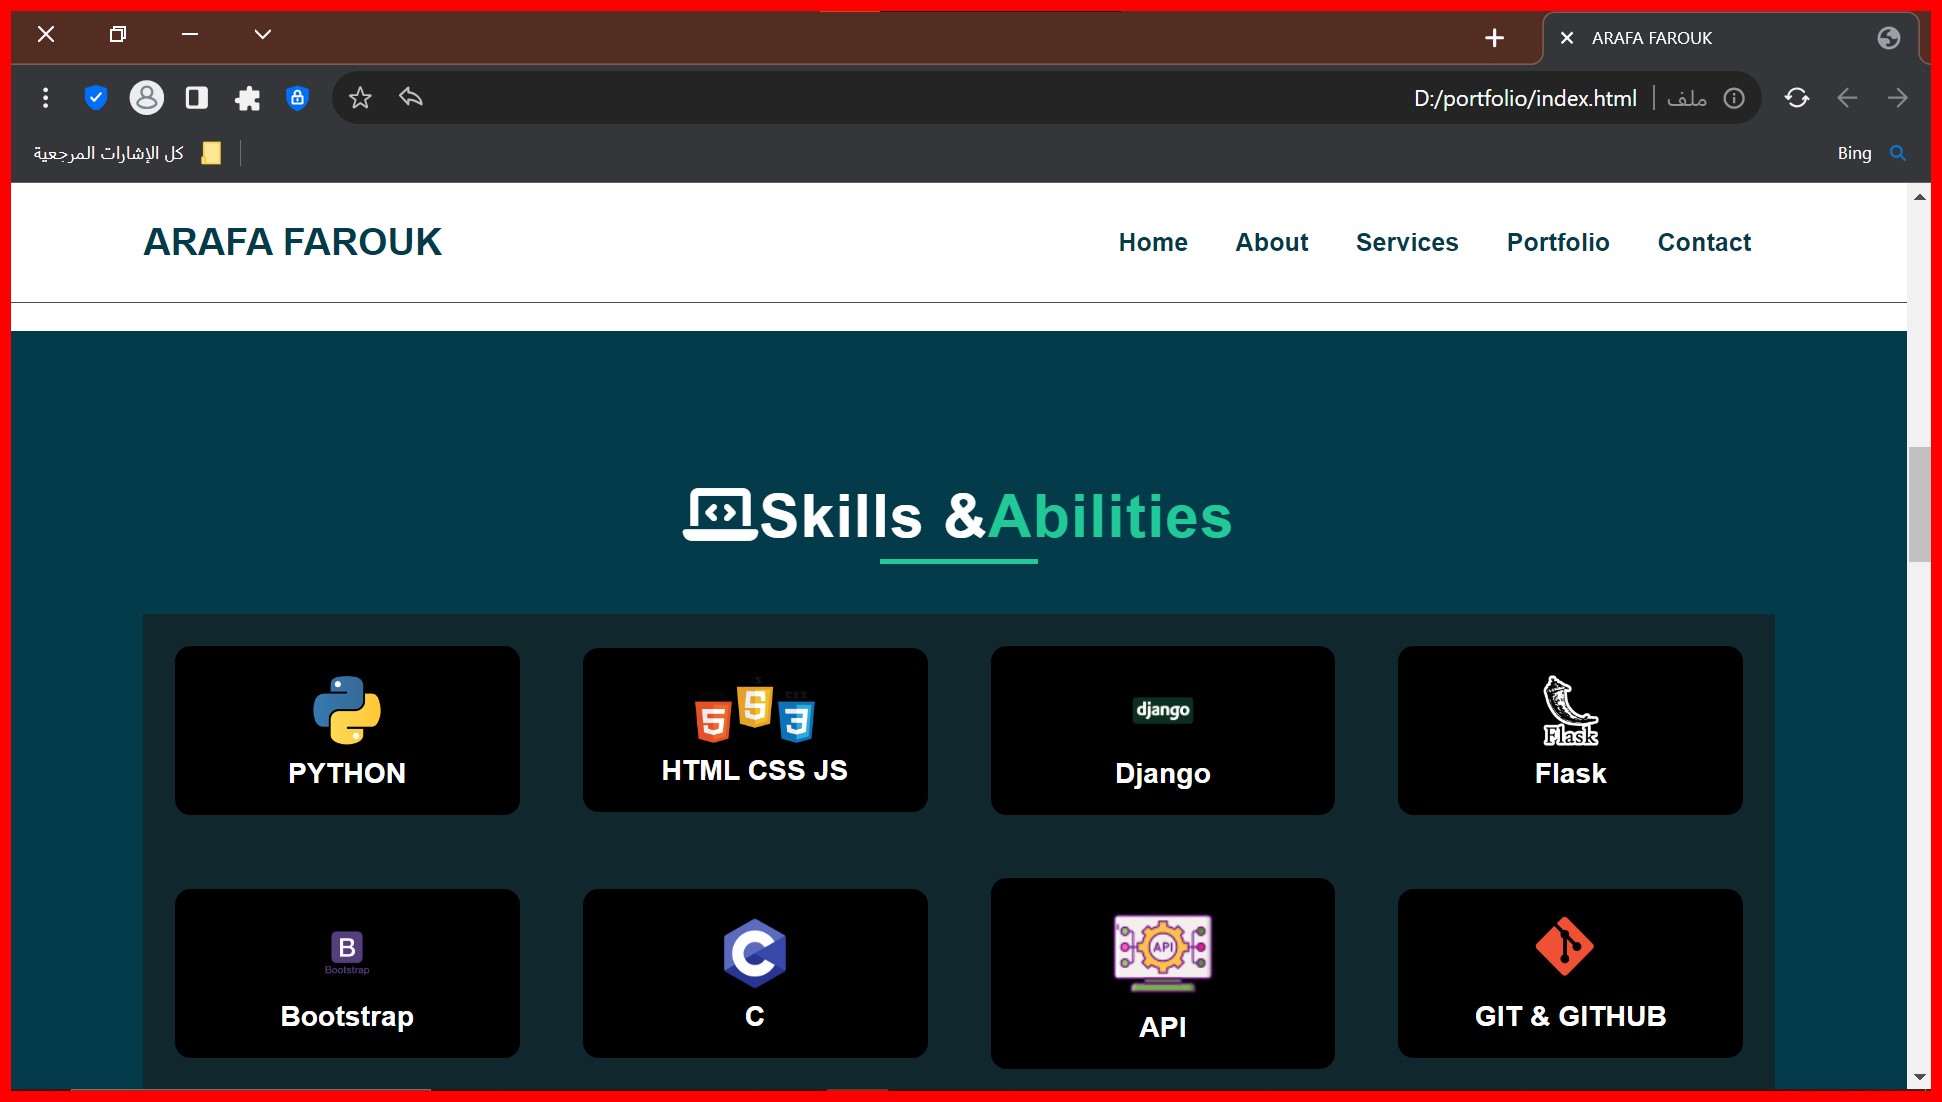 ARAFA FAROUK
D:/portfolio/index.html
ملف
كل الإشارات المرجعية
Bing
ARAFA FAROUK
Home About Services Portfolio Contact
Skills &Abilities
PYTHON
HTML CSS JS
django
Django
Flask
Flask
B
Bootstrap
Bootstrap
C
C
API
API
GIT & GITHUB